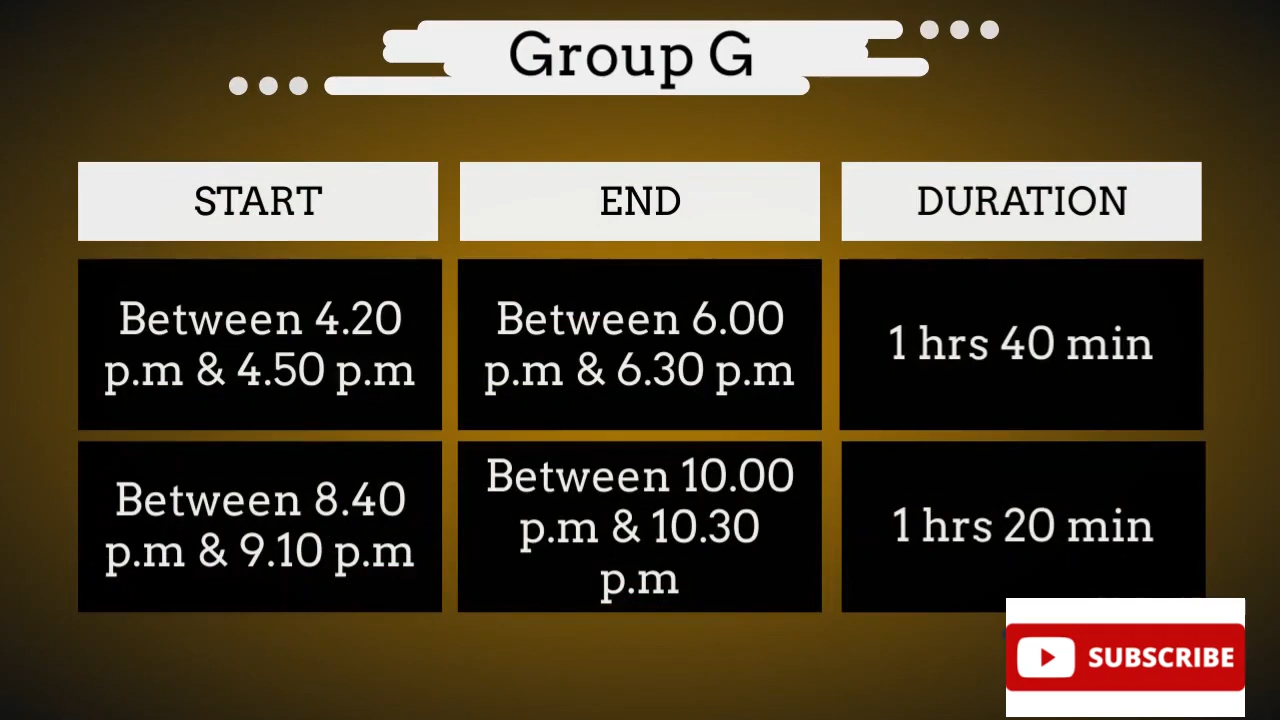 Group G
START
END
DURATION
Between 4.20
p.m & 4.50 p.m
Between 6.00
p.m & 6.30 p.m
1 hrs 40 min
Between 8.40
p.m & 9.10 p.m
Between 10.00
p.m & 10.30
p.m
1 hrs 20 min
SUBSCRIBE